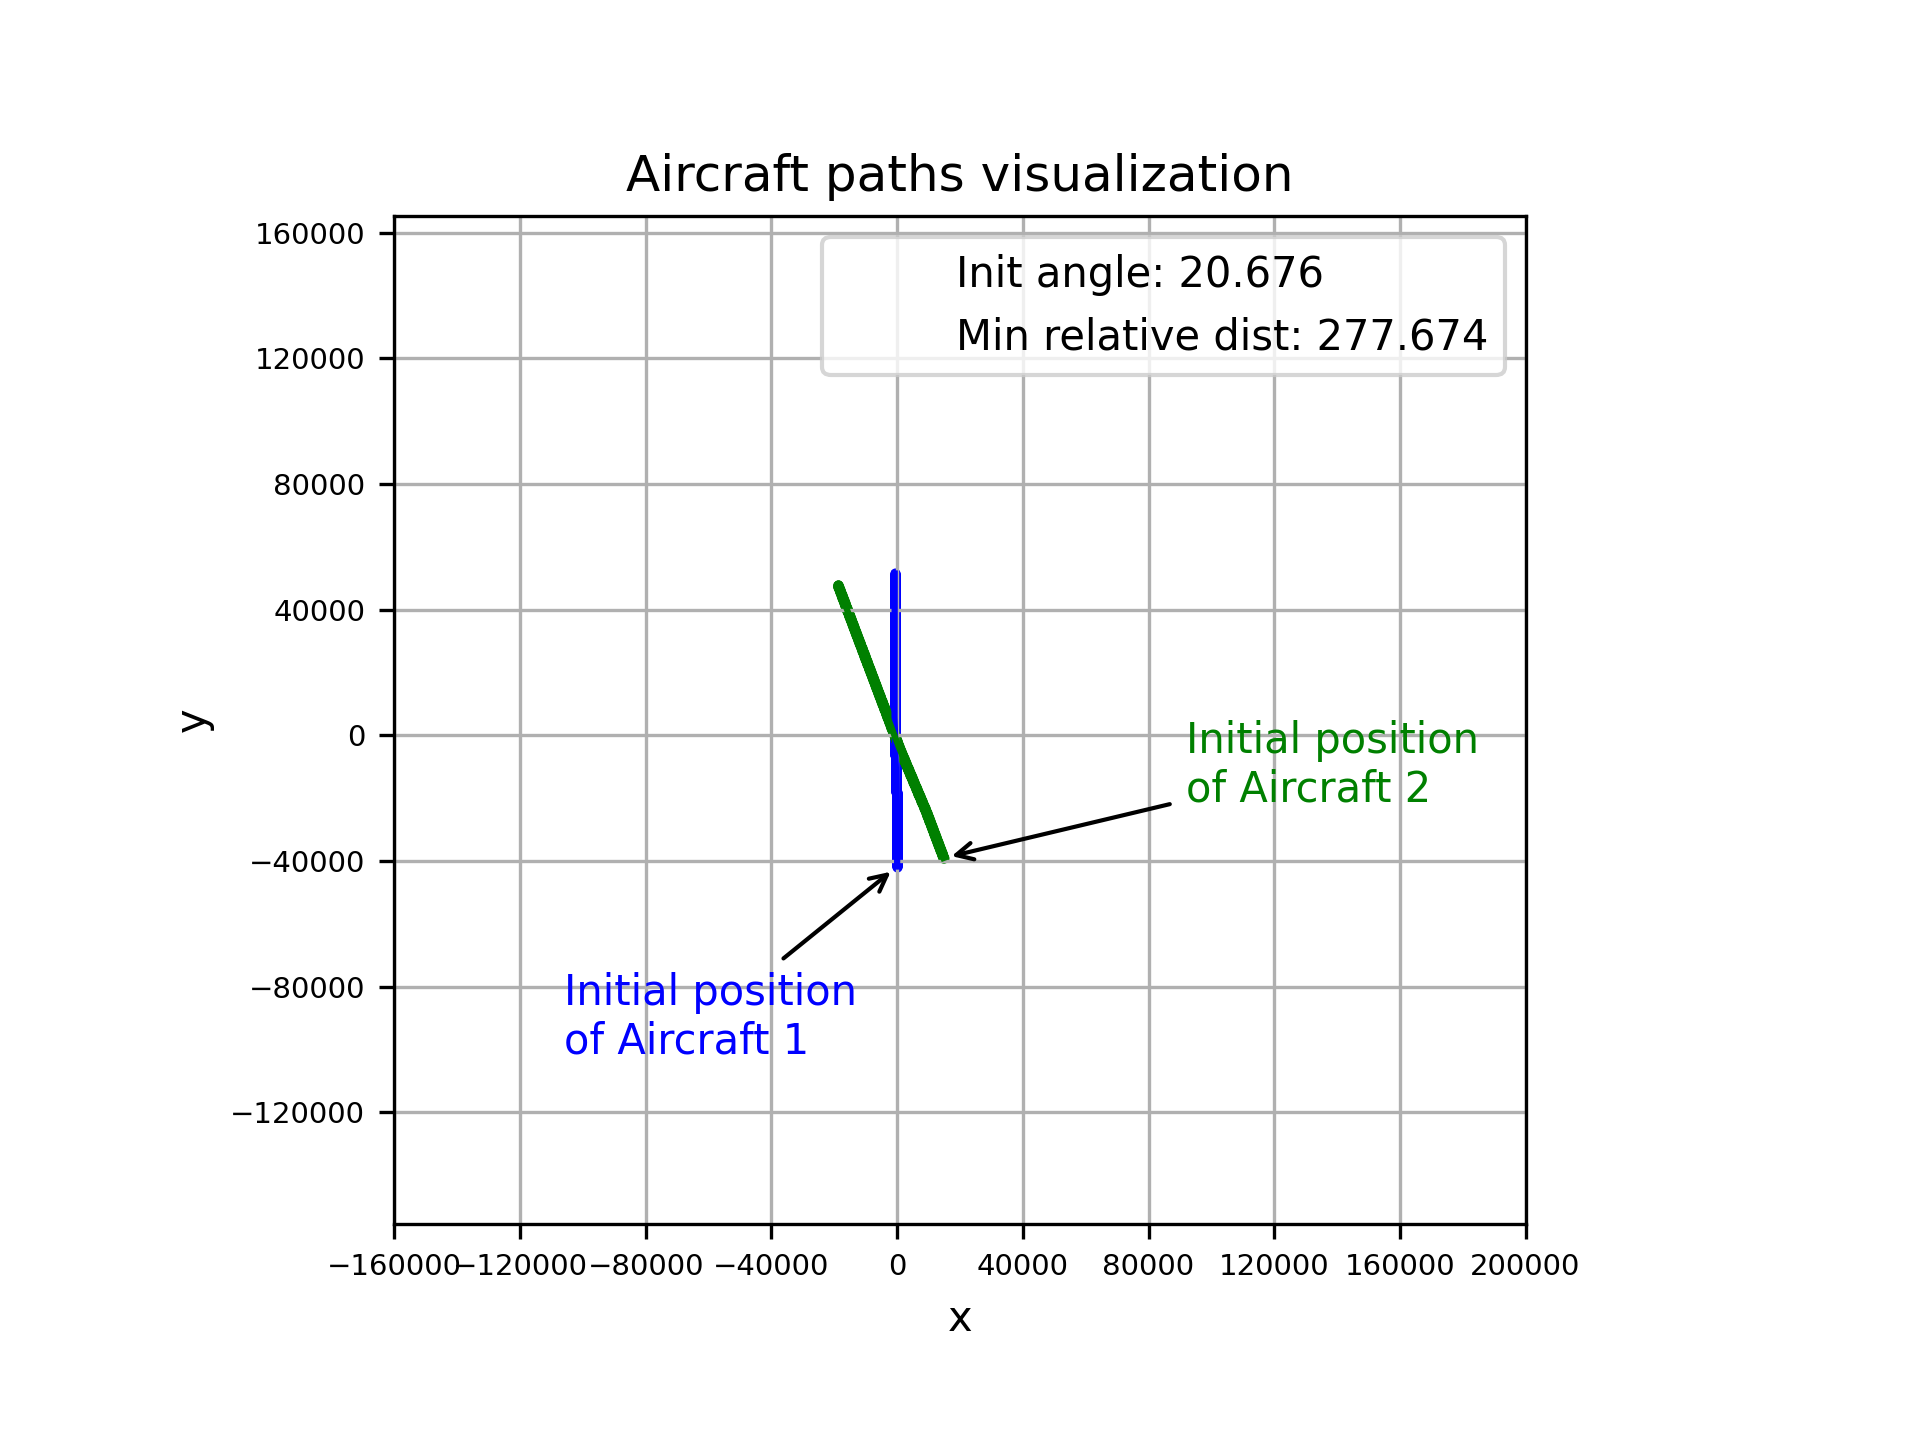 Aircraft paths visualization
Init angle: 20.676
Min relative dist: 277.674
160000
120000
80000
40000
0
−40000
−80000
−120000
y
Initial position
of Aircraft 2
Initial position
of Aircraft 1
−160000 −120000 −80000 −40000 0 40000 80000 120000 160000 200000
x